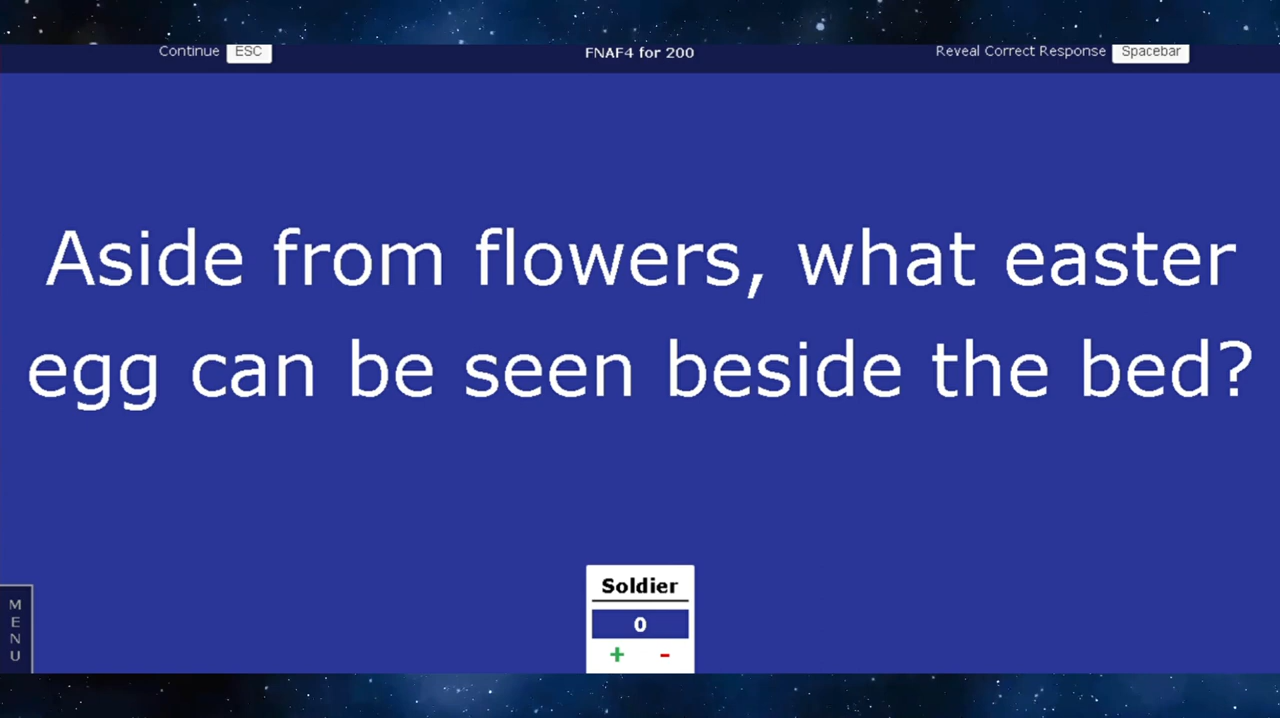 Continue ESC
FNAF4 for 200
Reveal Correct Response Spacebar
Aside from flowers, what easter
egg can be seen beside the bed?
MENU
Soldier
0
+ -